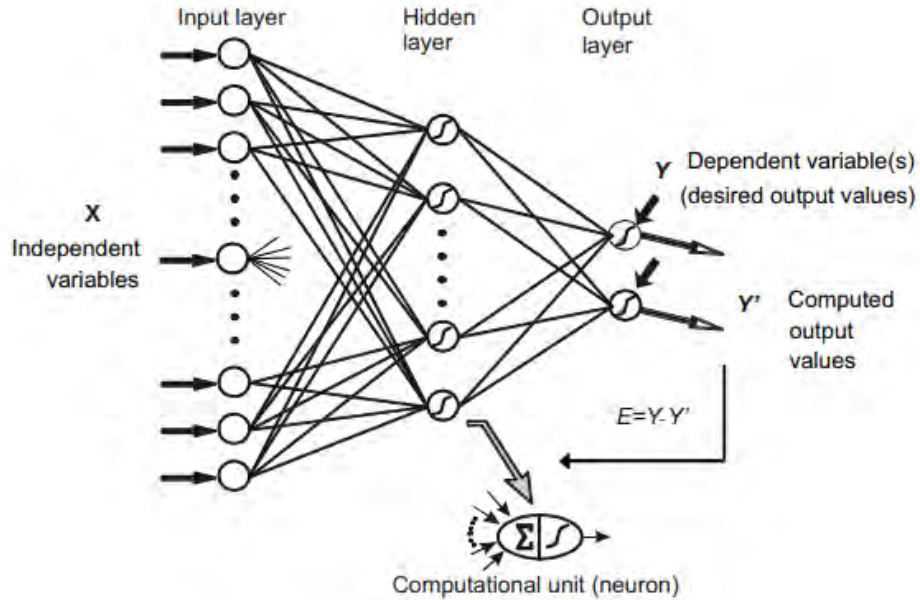 Input layer
Hidden
layer
Output
layer
Y Dependent variable(s)
(desired output values)
X
Independent
variables
Y' Computed
output
values
E=Y-Y'
Σ
Computational unit (neuron)